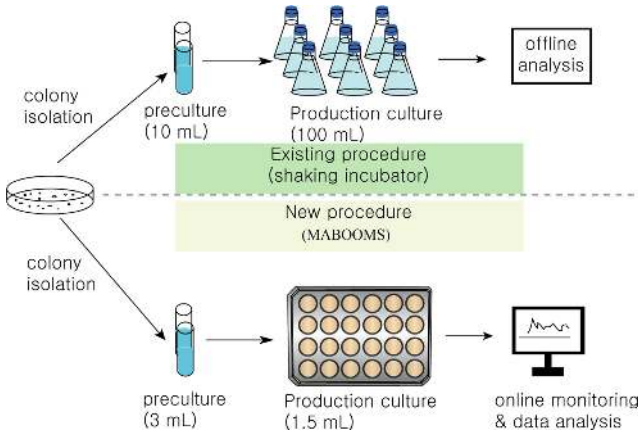 colony
isolation
preculture
(10 mL)
Production culture
(100 mL)
offline
analysis
Existing procedure
(shaking incubator)
New procedure
(MABOOMS)
colony
isolation
preculture
(3 mL)
Production culture
(1.5 mL)
online monitoring
& data analysis